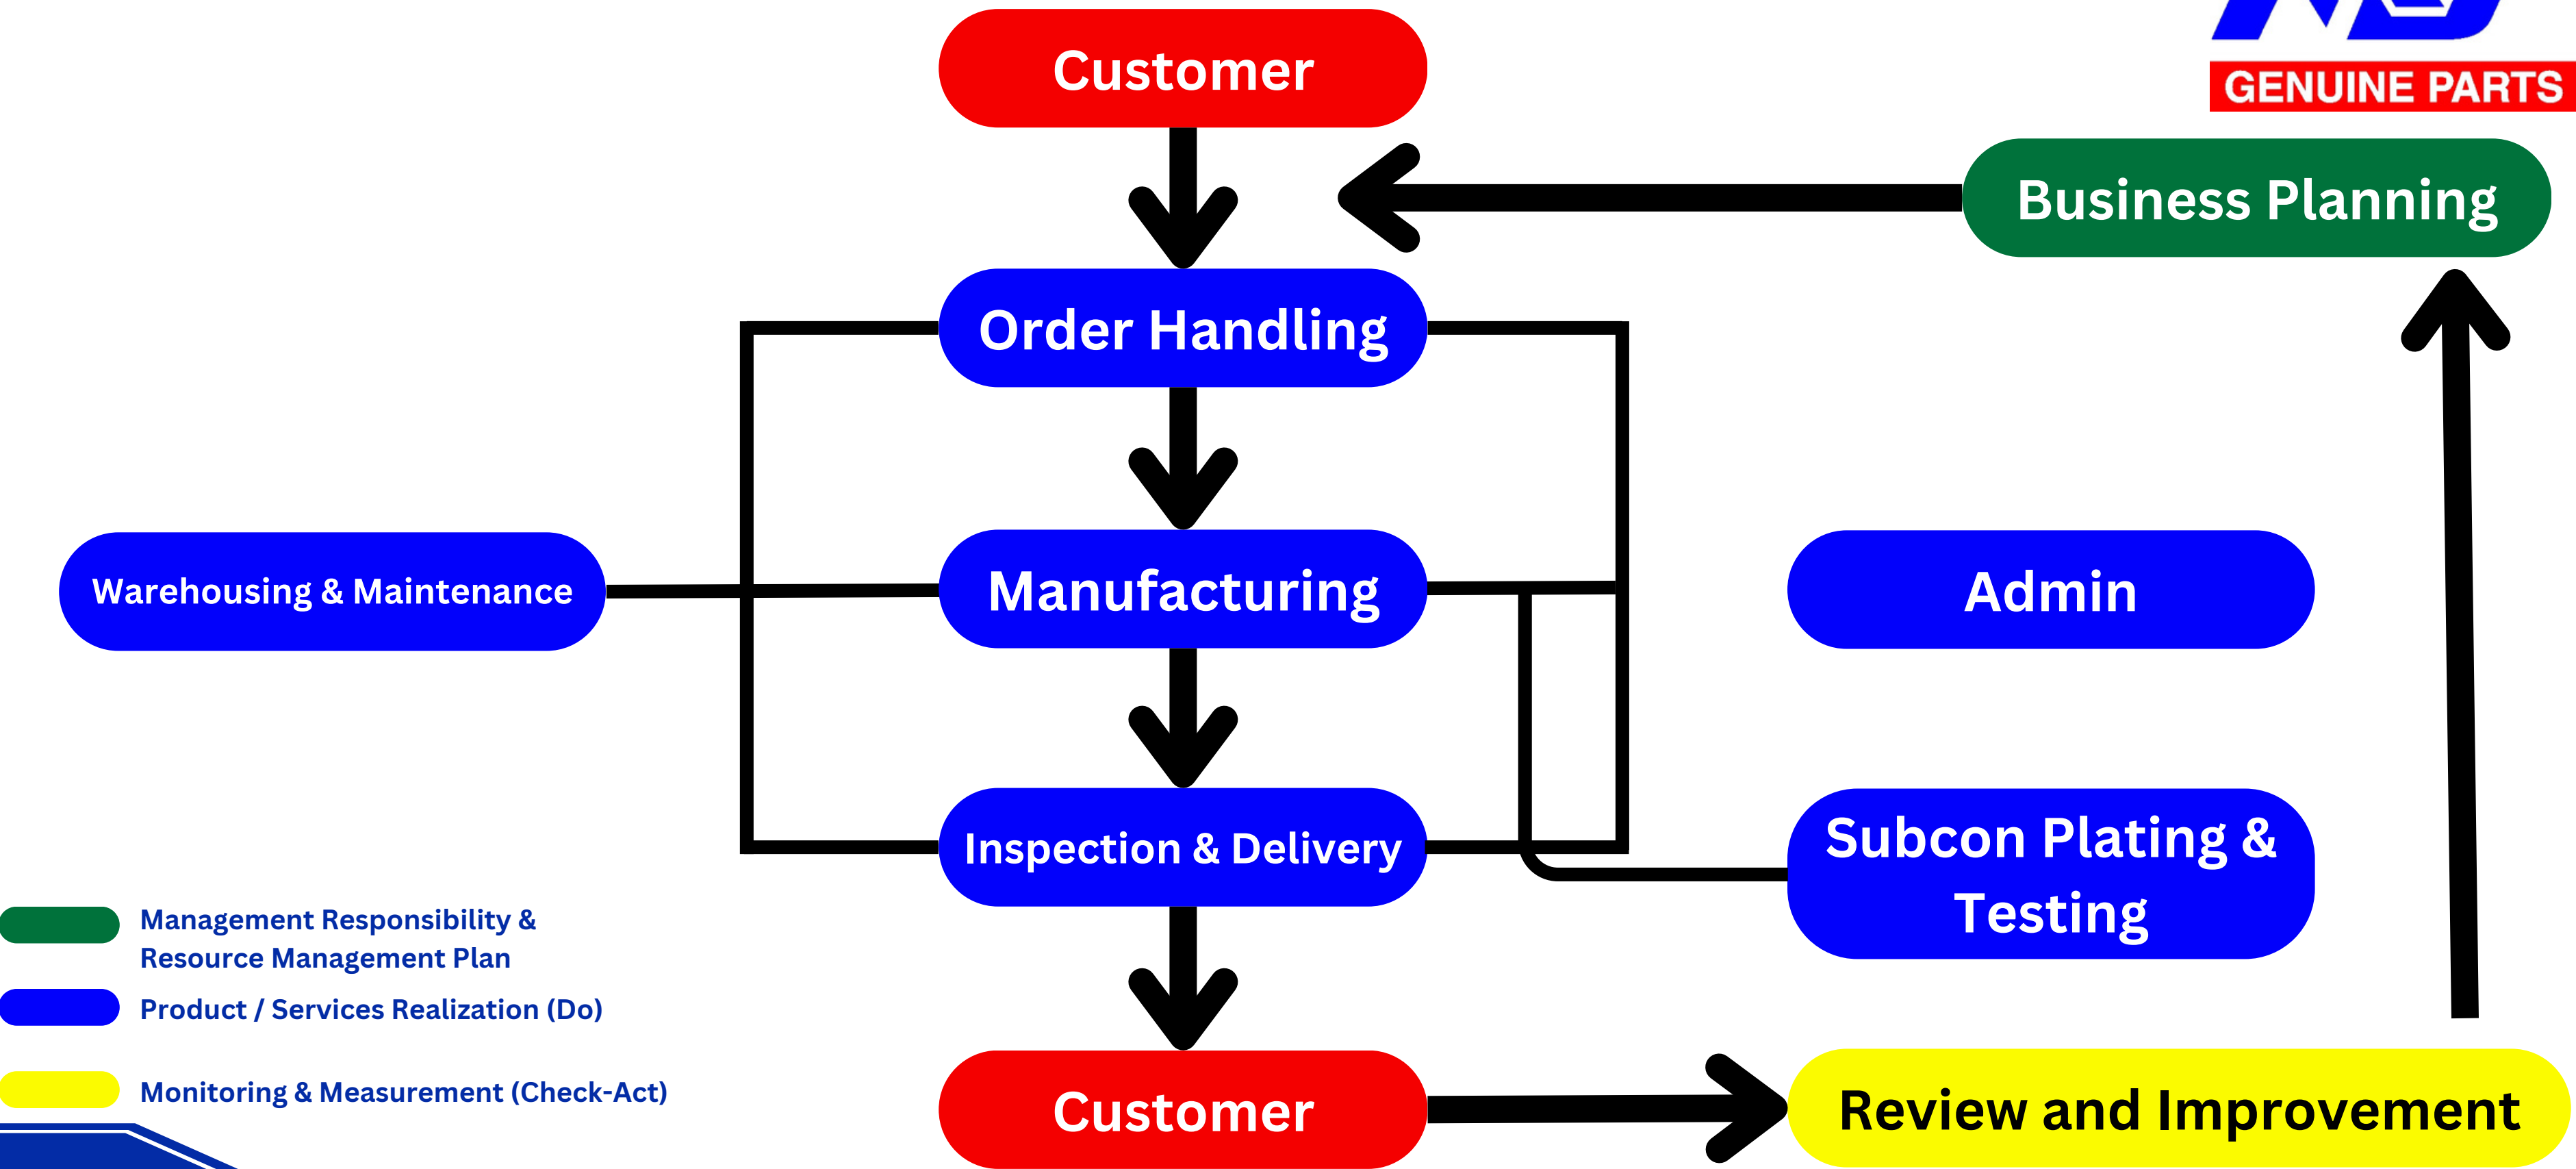 Customer
GENUINE PARTS
Business Planning
Order Handling
Warehousing & Maintenance
Manufacturing
Admin
Inspection & Delivery
Subcon Plating &
Testing
Management Responsibility &
Resource Management Plan
Product / Services Realization (Do)
Monitoring & Measurement (Check-Act)
Customer
Review and Improvement